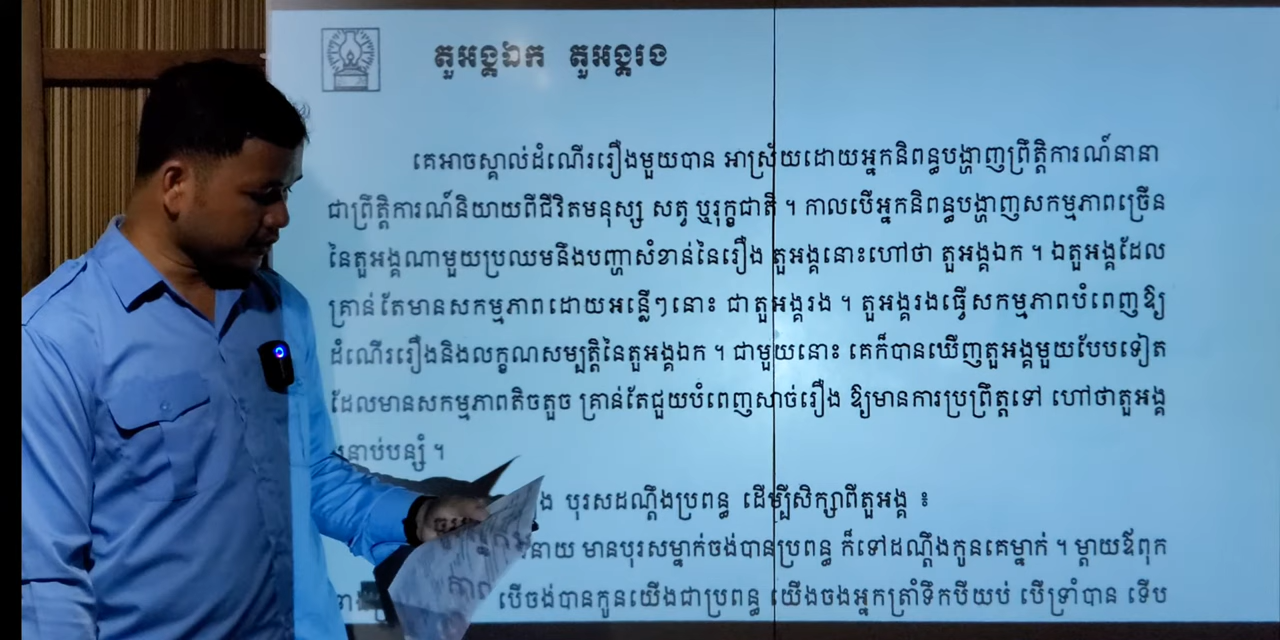 តួអង្គឯក តួអង្គរង
គេអាចស្គាល់ដំណើររឿងមួយបាន អាស្រ័យដោយអ្នកនិពន្ធបង្ហាញព្រឹត្តិការណ៍នានា
ជាព្រឹត្តិការណ៍និយាយពីជីវិតមនុស្ស សត្វ ឬរុក្ខជាតិ ។ កាលបើអ្នកនិពន្ធបង្ហាញសកម្មភាពច្រើន
នៃតួអង្គណាមួយប្រឈមនឹងបញ្ហាសំខាន់នៃរឿង តួអង្គនោះហៅថា តួអង្គឯក ។ ឯតួអង្គដែល
គ្រាន់តែមានសកម្មភាពដោយអន្លើៗនោះ ជាតួអង្គរង ។ តួអង្គរងធ្វើសកម្មភាពបំពេញឱ្យ
ដំណើររឿងនិងលក្ខណសម្បត្តិនៃតួអង្គឯក ។ ជាមួយនោះ គេក៏បានឃើញតួអង្គមួយបែបទៀត
ដែលមានសកម្មភាពតិចតួច គ្រាន់តែជួយបំពេញសាច់រឿង ឱ្យមានការប្រព្រឹត្តទៅ ហៅថាតួអង្គ
បន្សំ ។
បុរសដណ្តឹងប្រពន្ធ ដើម្បីសិក្សាពីតួអង្គ ៖
មានបុរសម្នាក់ចង់បានប្រពន្ធ ក៏ទៅដណ្តឹងកូនគេម្នាក់ ។ ម្តាយឪពុក
បើចង់បានកូនយើងជាប្រពន្ធ យើងចងអ្នកត្រាំទឹកបីយប់ បើទ្រាំបាន ទើប